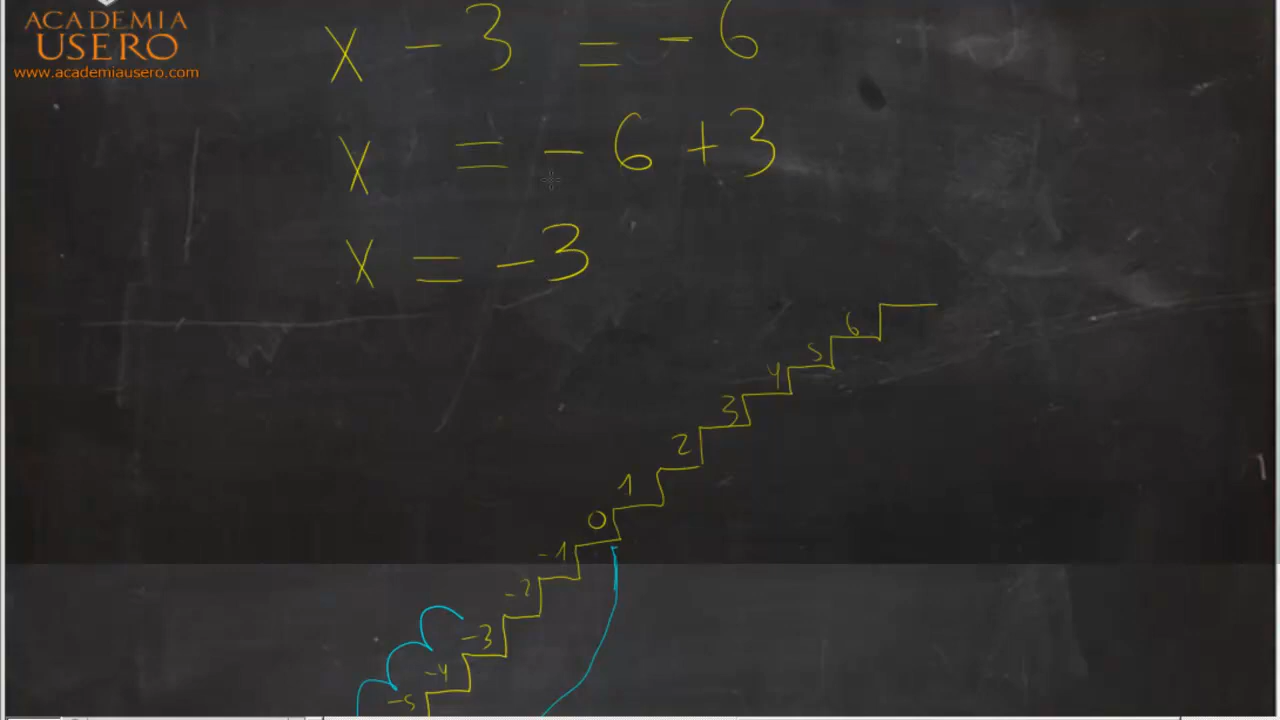 ACADEMIA
USERO
www.academiausero.com
x - 3 = - 6
x = - 6 + 3
x = - 3
6
5
4
3
2
1
0
-1
-2
-3
-4
-5